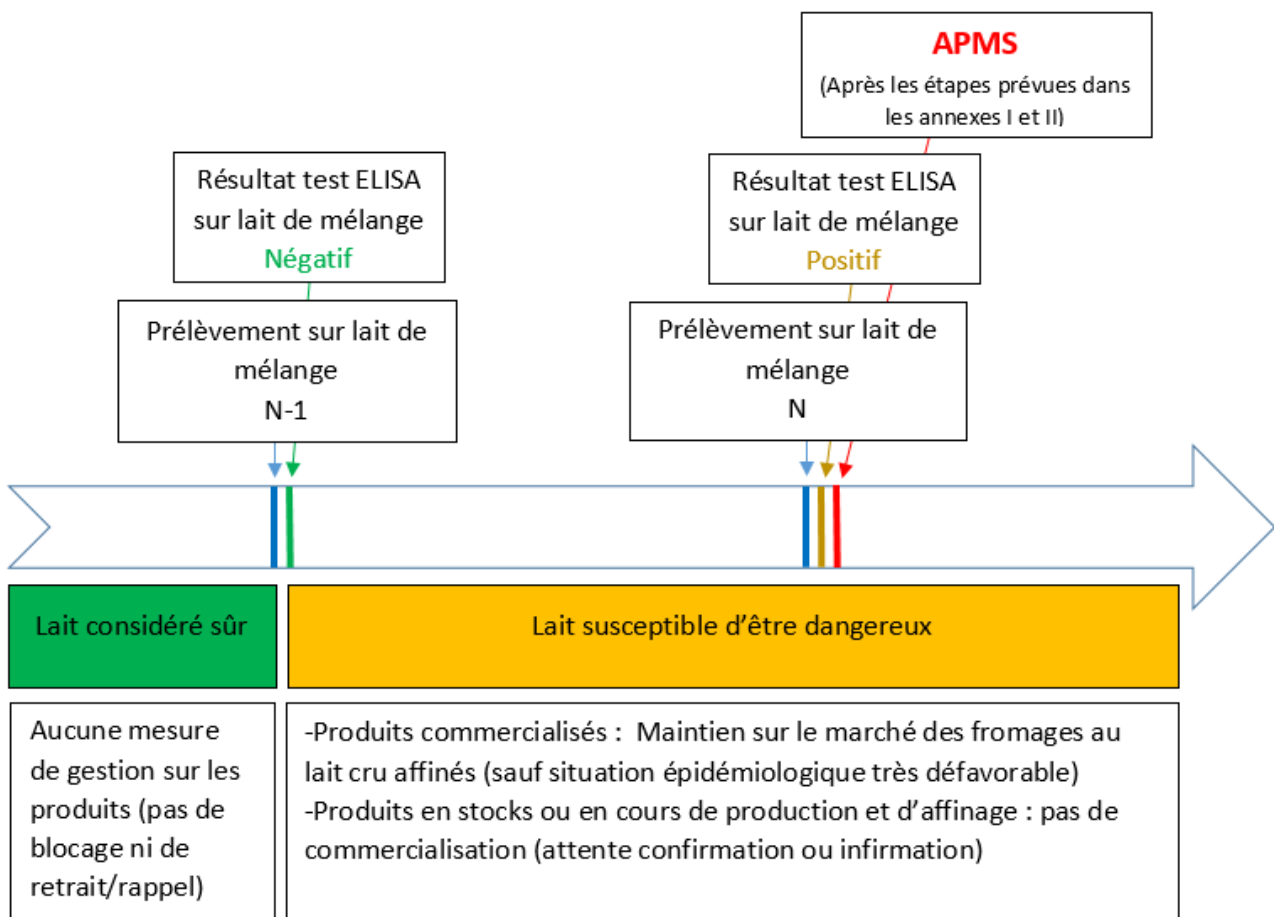 APMS
(Après les étapes prévues dans
les annexes I et II)
Résultat test ELISA
sur lait de mélange
Négatif
Résultat test ELISA
sur lait de mélange
Positif
Prélèvement sur lait de
mélange
N-1
Prélèvement sur lait de
mélange
N
Lait considéré sûr
Lait susceptible d’être dangereux
Aucune mesure
de gestion sur les
produits (pas de
blocage ni de
retrait/rappel)
-Produits commercialisés :  Maintien sur le marché des fromages au
lait cru affinés (sauf situation épidémiologique très défavorable)
-Produits en stocks ou en cours de production et d’affinage : pas de
commercialisation (attente confirmation ou infirmation)